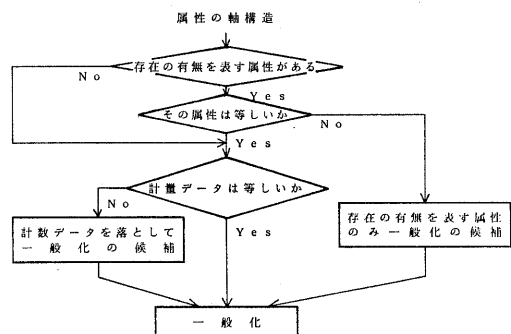 属性の軸構造
存在の有無を表す属性がある
No
Yes
その属性は等しいか
No
Yes
計量データは等しいか
No
Yes
計数データを落として
一般化の候補
存在の有無を表す属性
のみ一般化の候補
一般化